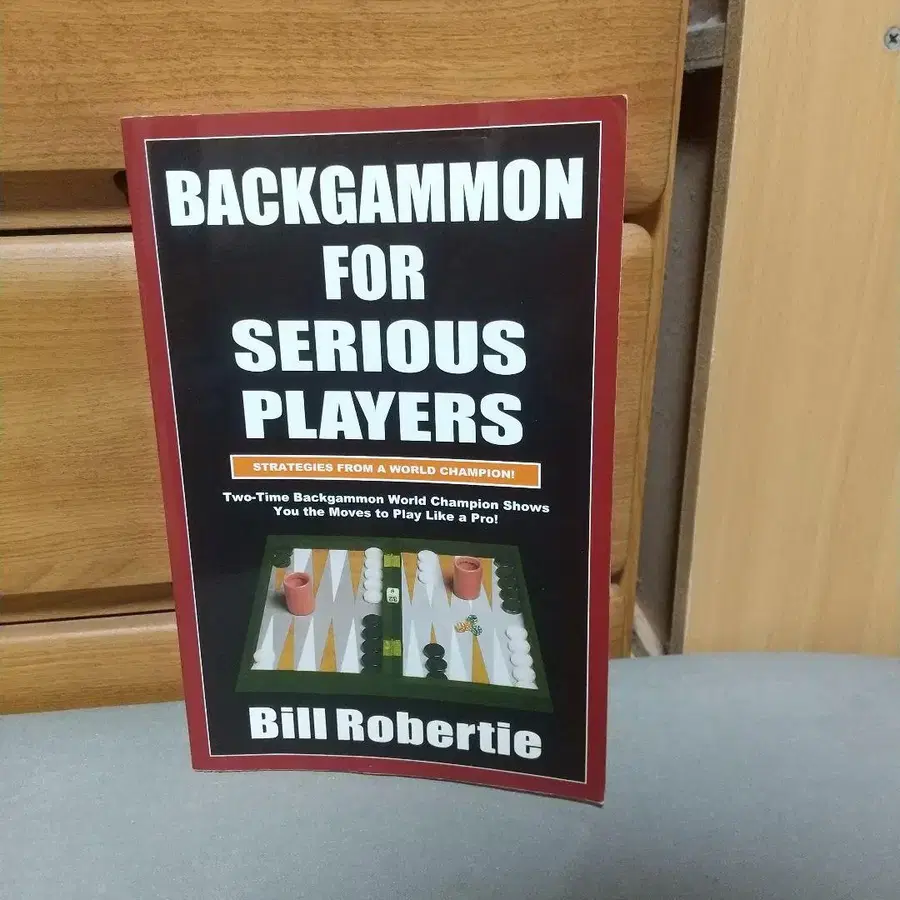 BACKGAMMON
FOR
SERIOUS
PLAYERS
STRATEGIES FROM A WORLD CHAMPION!
Two-Time Backgammon World Champion Shows
You the Moves to Play Like a Pro!
Bill Robertie